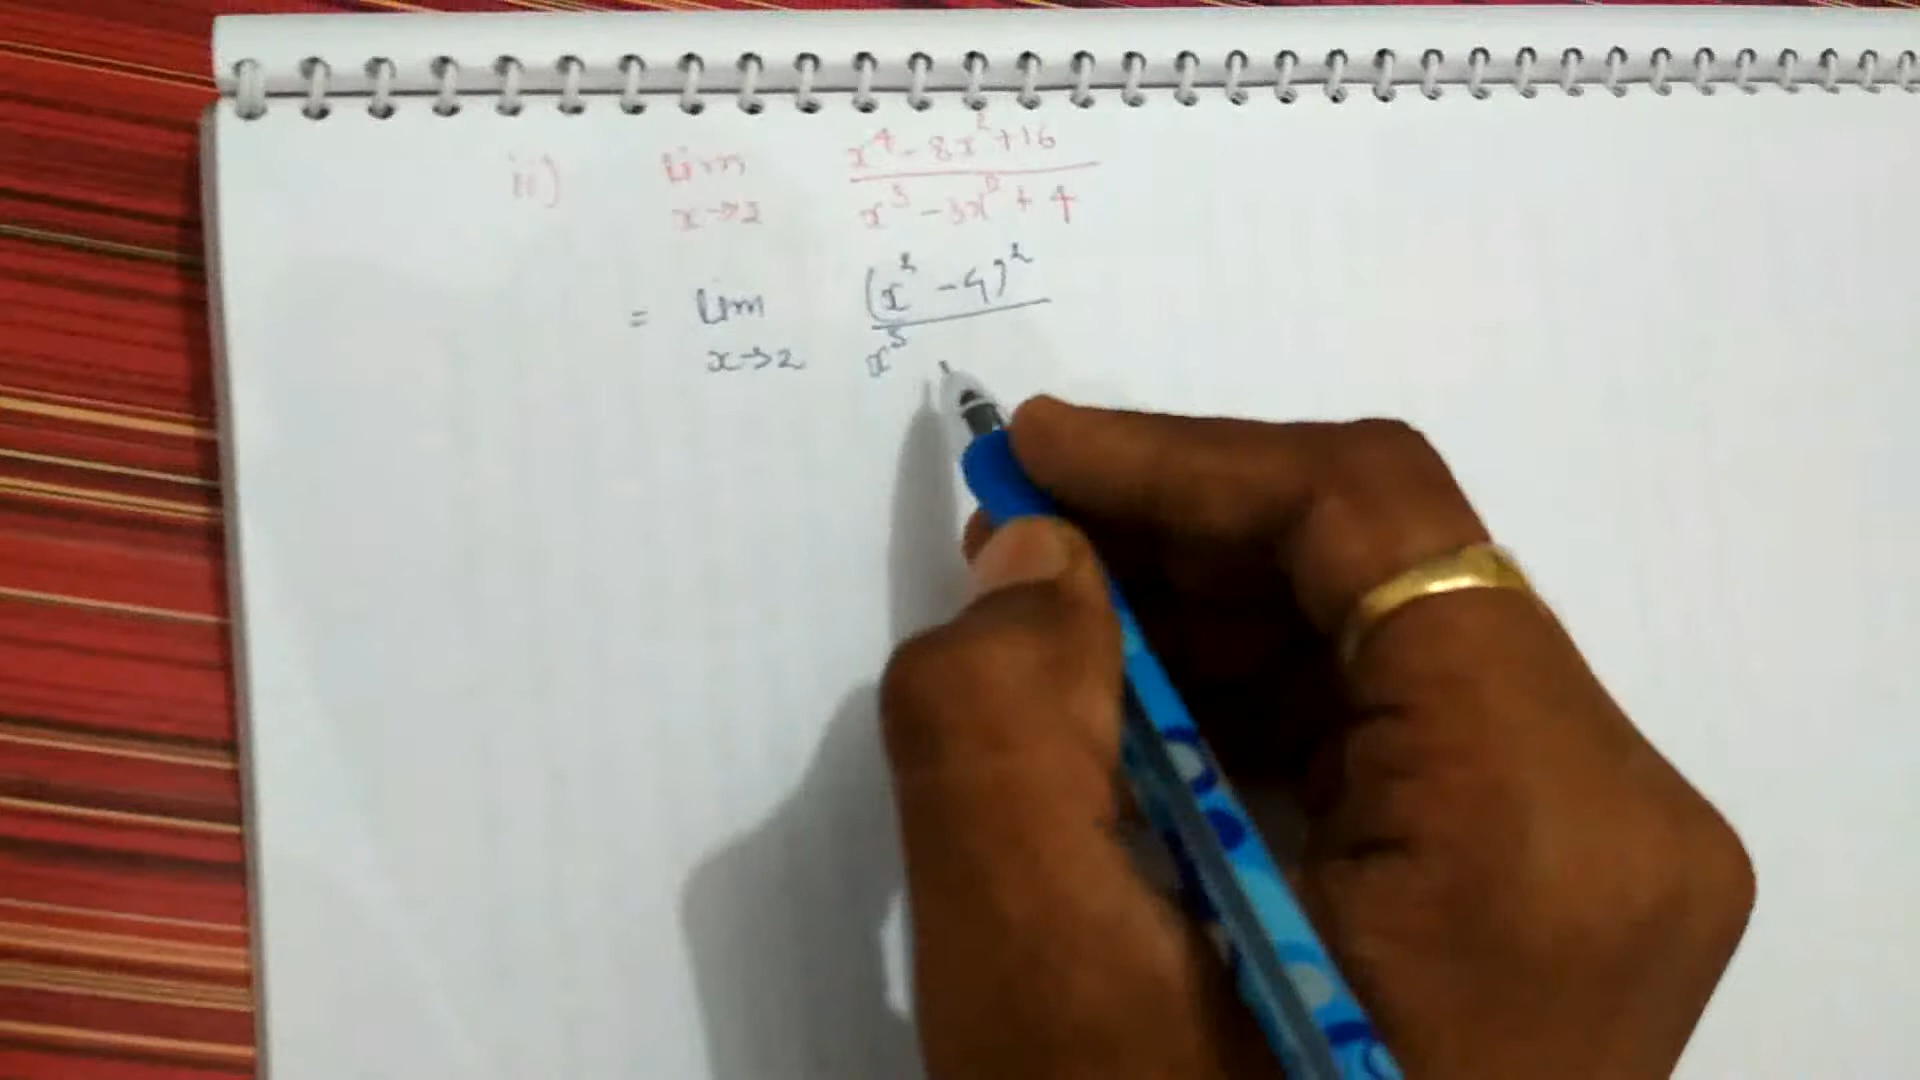 ii) lim x→2 (x⁴ - 8x² + 16) / (x³ - 3x² + 4)
= lim x→2 (x² - 4)² / x³